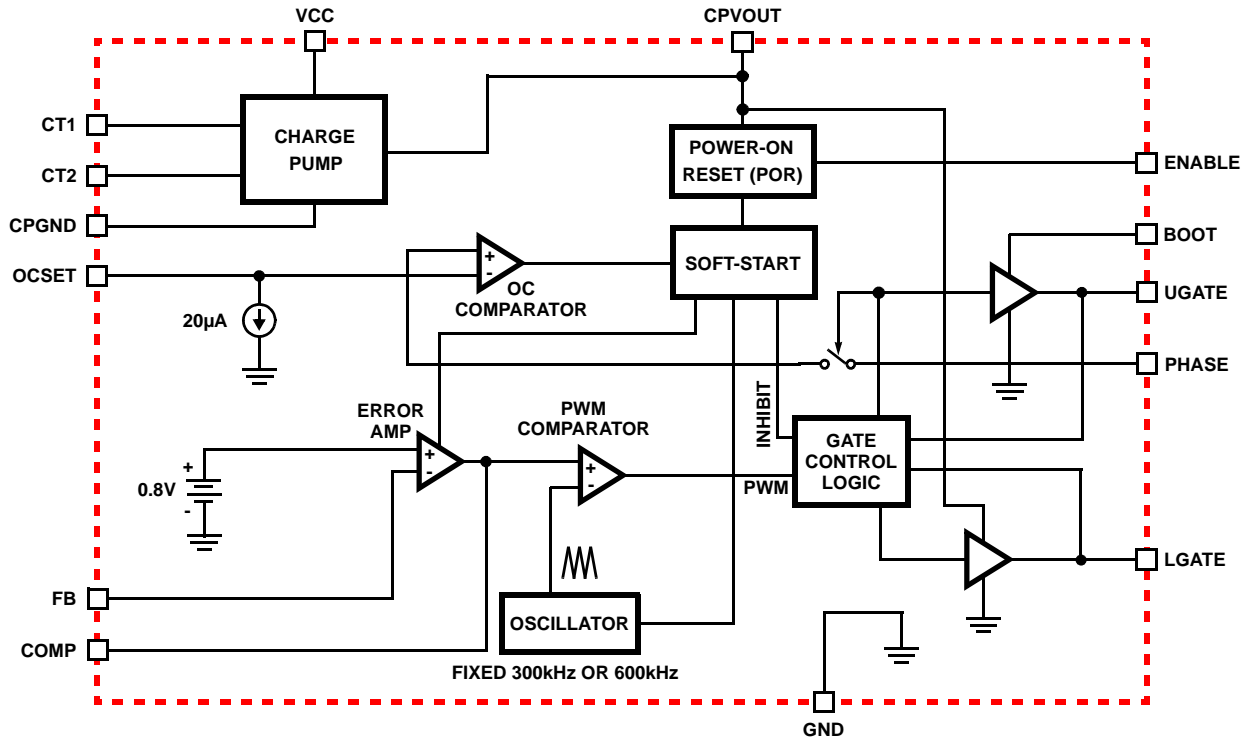 VCC
CPVOUT
CT1
CHARGE
PUMP
CT2
CPGND
POWER-ON
RESET (POR)
ENABLE
BOOT
OCSET
+
-
OC
COMPARATOR
SOFT-START
UGATE
20µA
PHASE
ERROR
AMP
PWM
COMPARATOR
INHIBIT
+
0.8V
-
+
-
+
-
PWM
GATE
CONTROL
LOGIC
LGATE
FB
OSCILLATOR
COMP
FIXED 300kHz OR 600kHz
GND